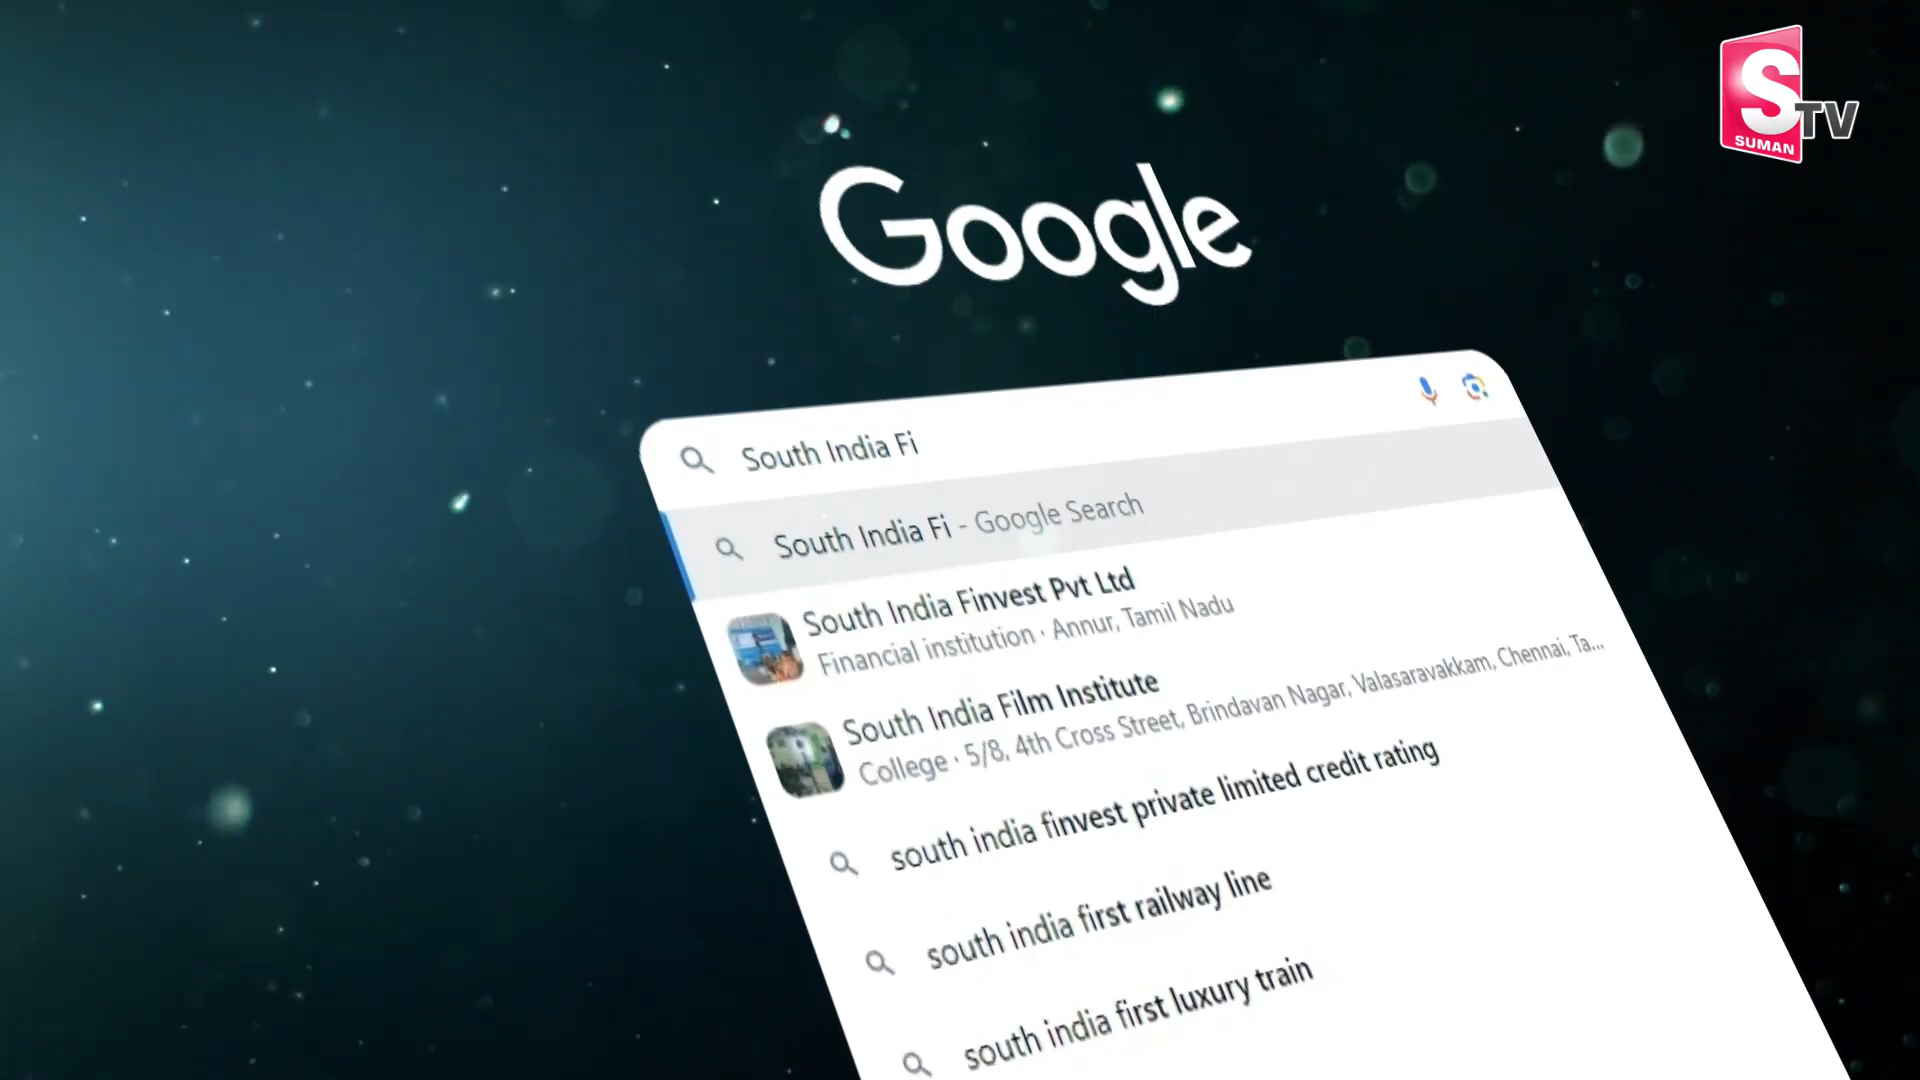 S
TV
SUMAN
Google
South India Fi
South India Fi - Google Search
South India Finvest Pvt Ltd
Financial institution · Annur, Tamil Nadu
South India Film Institute
College · 5/8, 4th Cross Street, Brindavan Nagar, Valasaravakkam, Chennai, Ta...
south india finvest private limited credit rating
south india first railway line
south india first luxury train